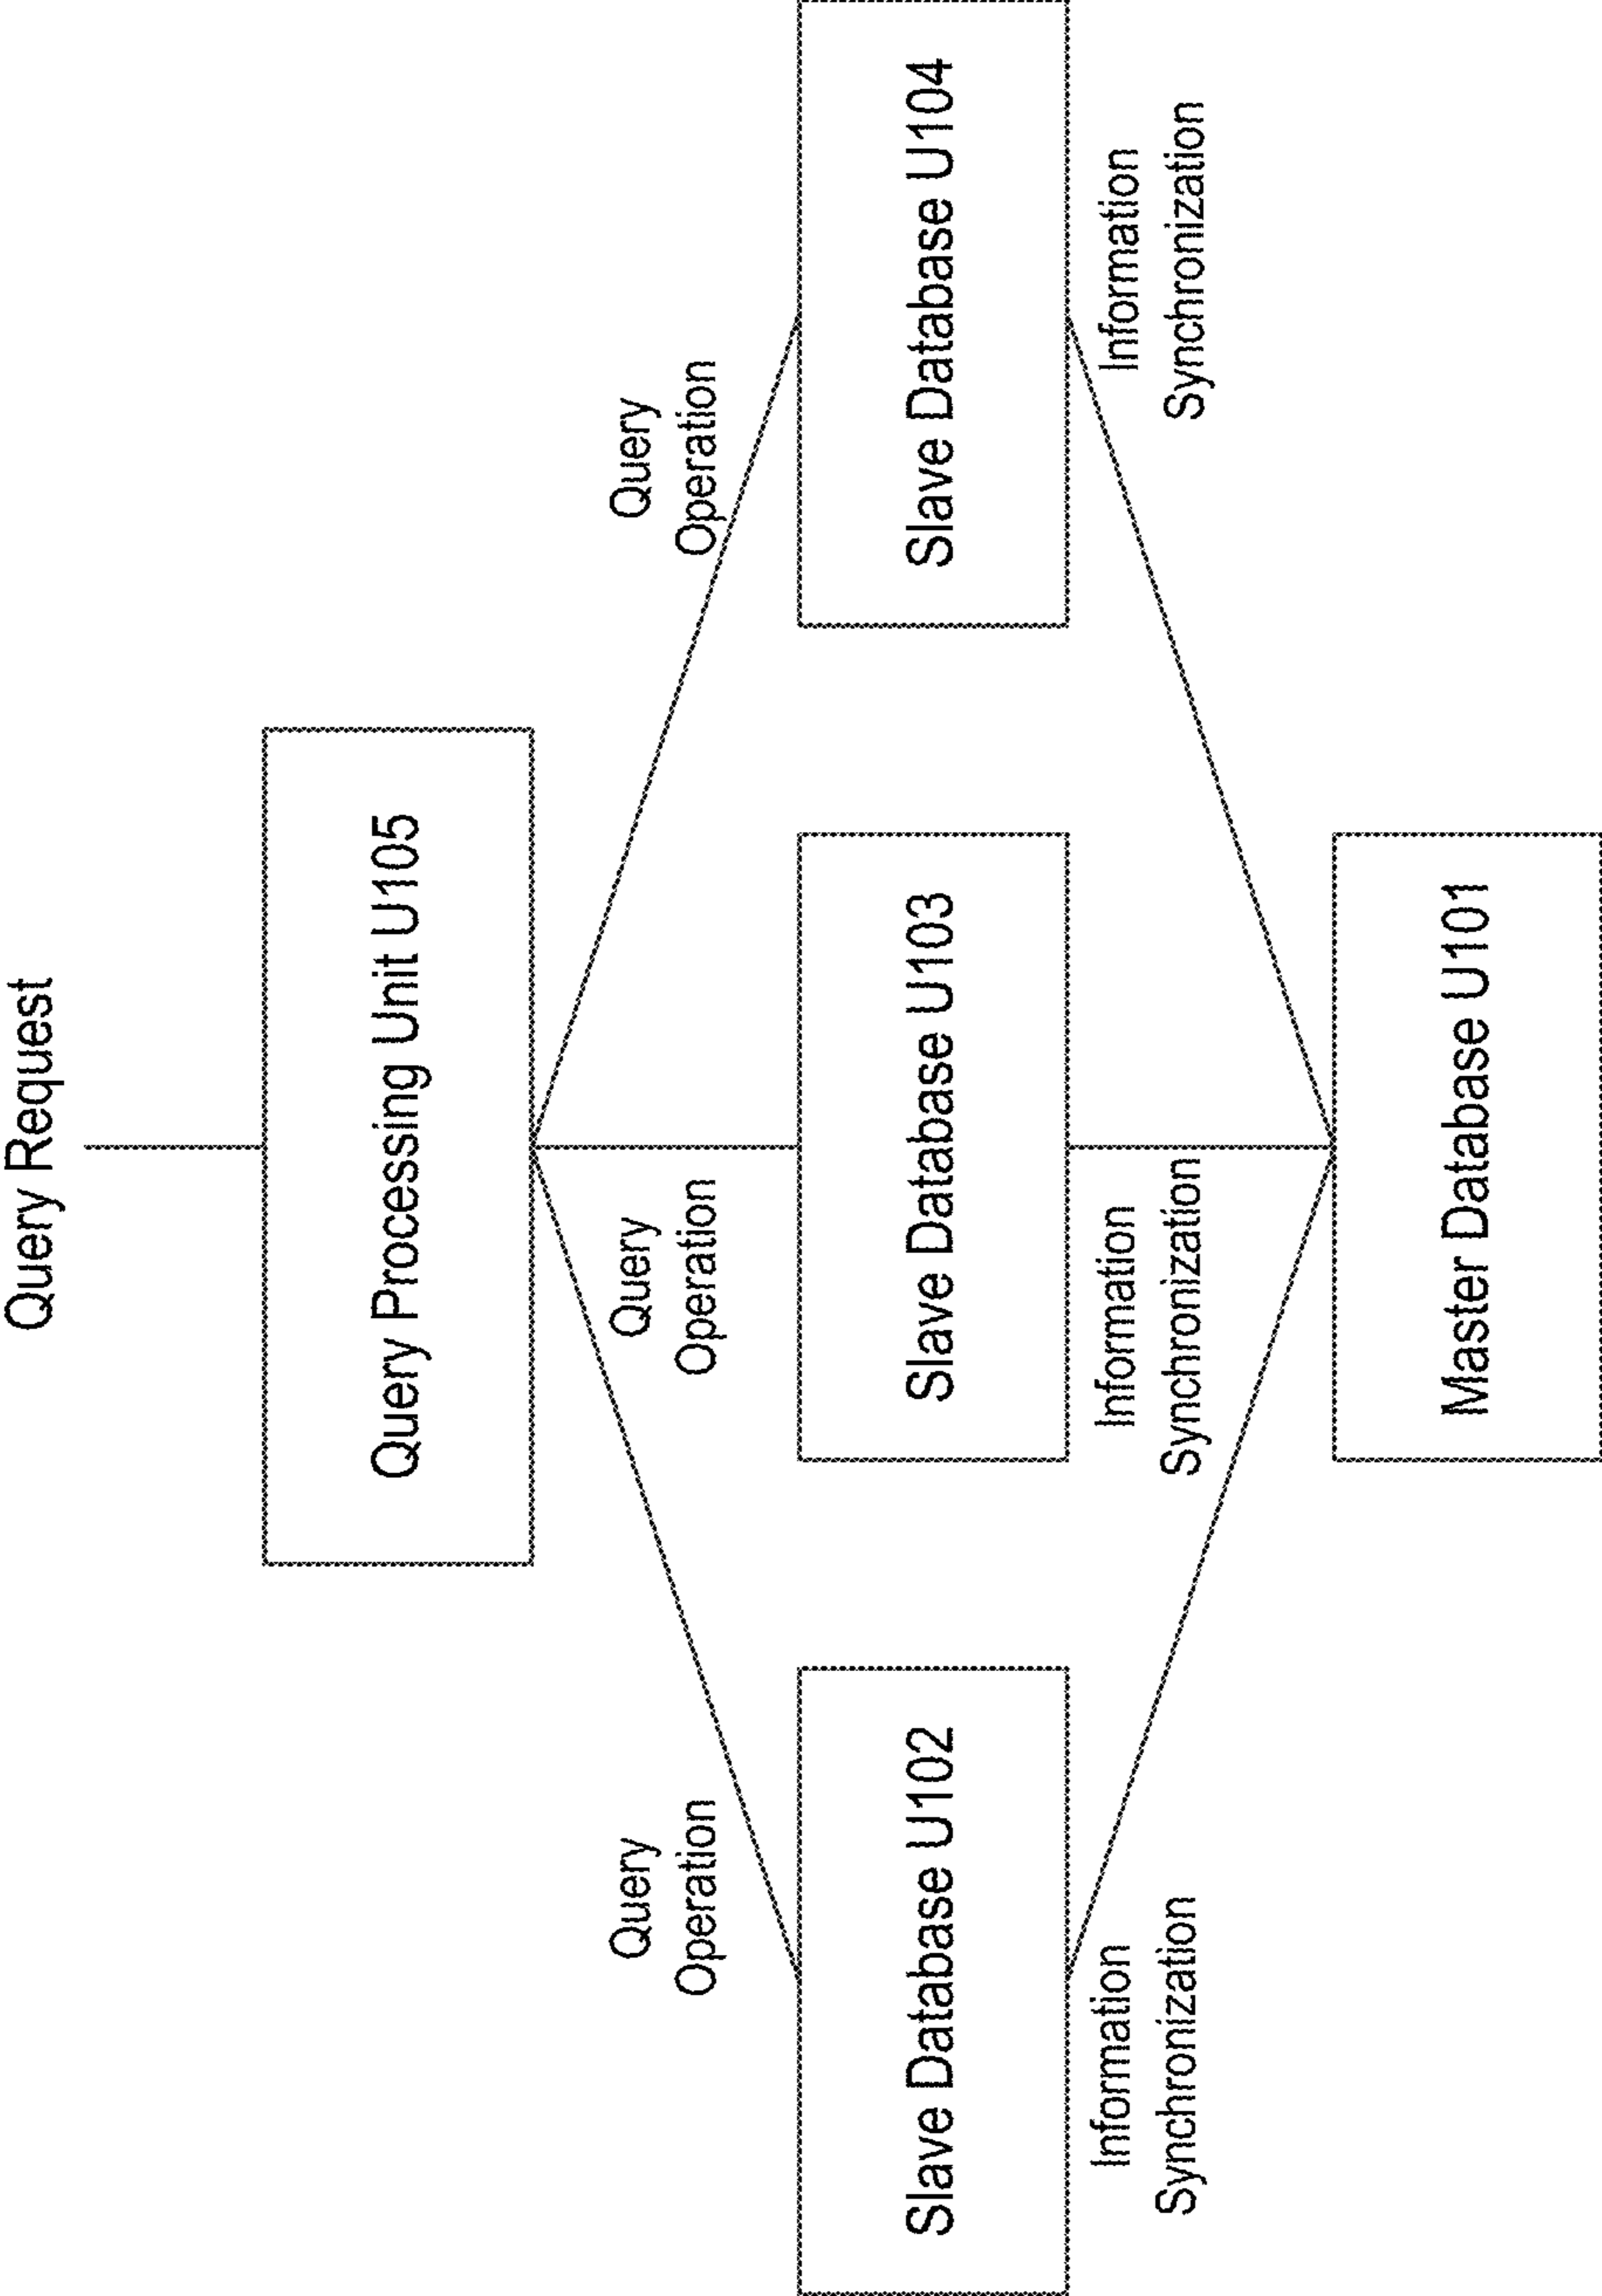 Query Request
Query Processing Unit U105
Query
Operation
Query
Operation
Query
Operation
Slave Database U102
Slave Database U103
Slave Database U104
Information
Synchronization
Information
Synchronization
Information
Synchronization
Master Database U101